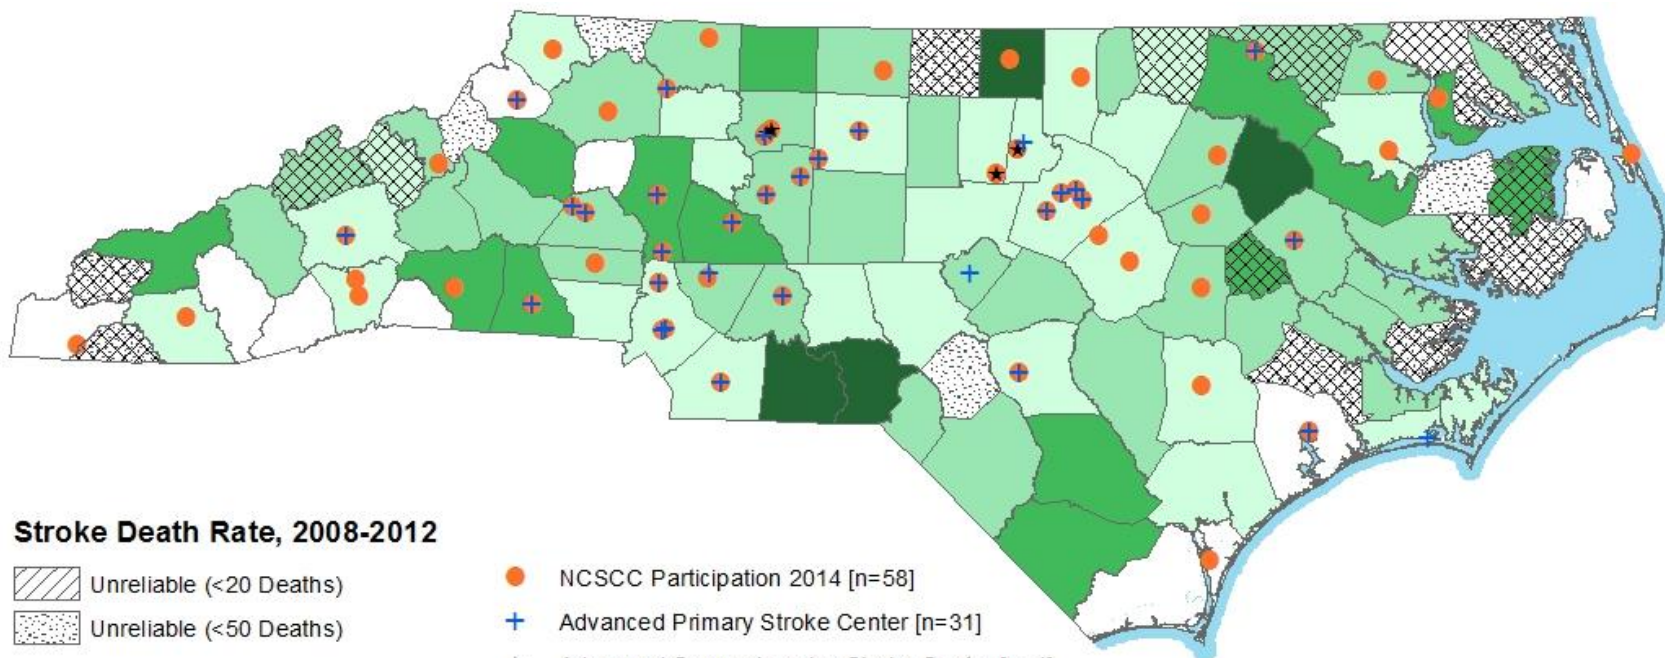 Stroke Death Rate, 2008-2012
Unreliable (<20 Deaths)
Unreliable (<50 Deaths)
NCSCC Participation 2014 [n=58]
Advanced Primary Stroke Center [n=31]